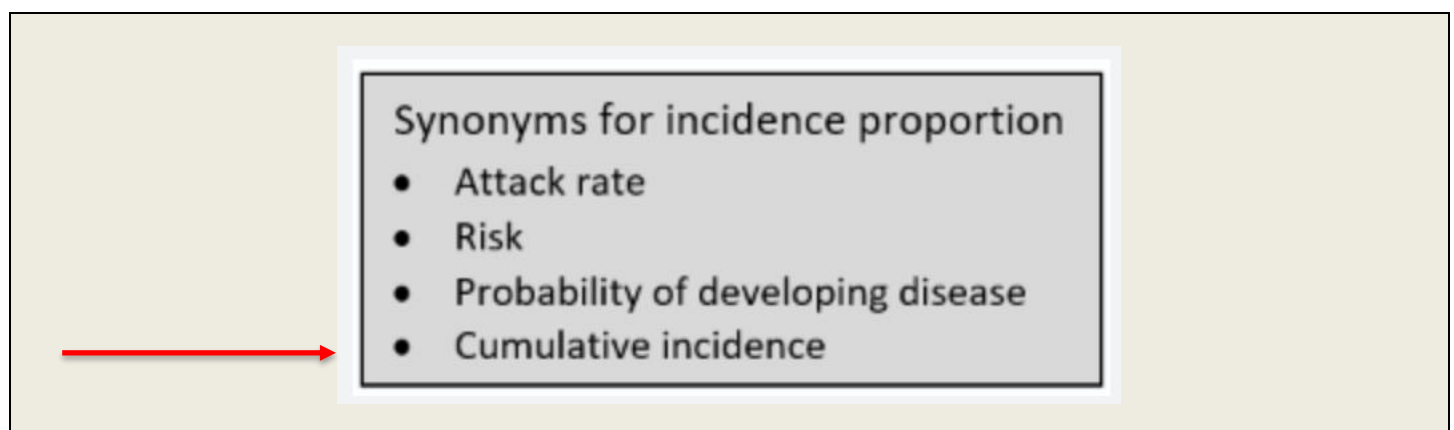 Synonyms for incidence proportion
• Attack rate
• Risk
• Probability of developing disease
• Cumulative incidence